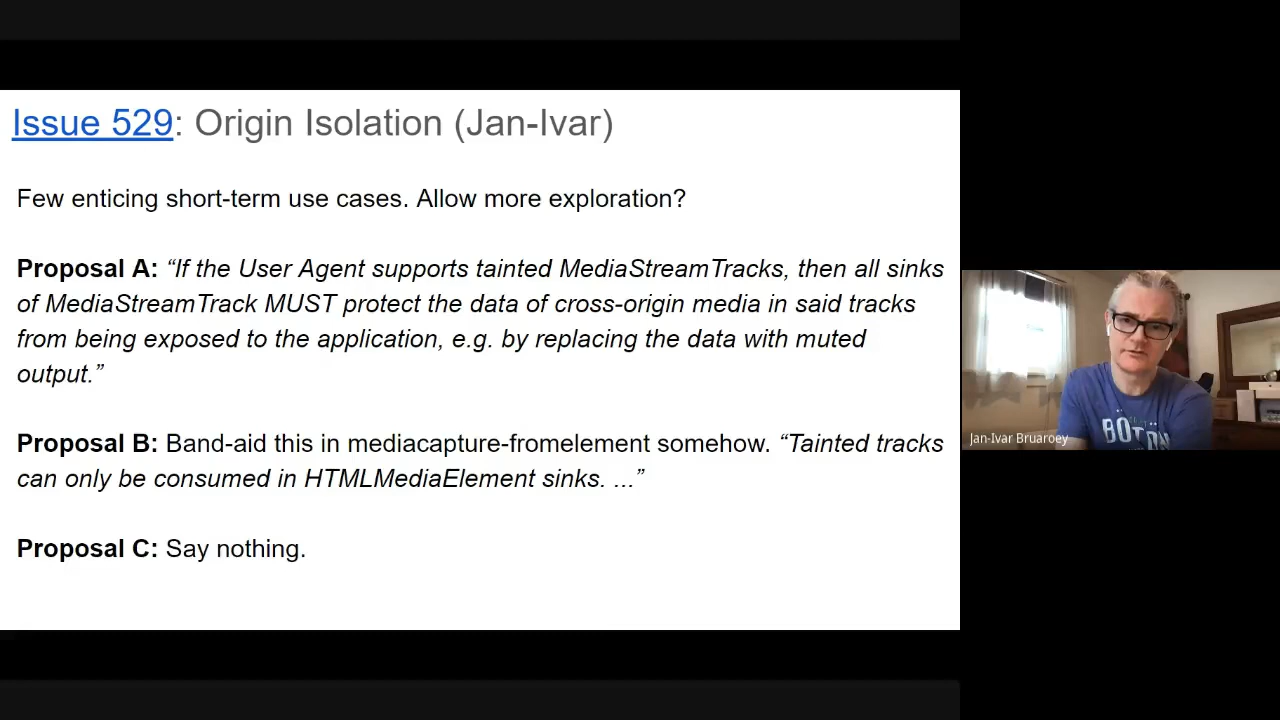 Issue 529: Origin Isolation (Jan-Ivar)
Few enticing short-term use cases. Allow more exploration?
Proposal A: “If the User Agent supports tainted MediaStreamTracks, then all sinks
of MediaStreamTrack MUST protect the data of cross-origin media in said tracks
from being exposed to the application, e.g. by replacing the data with muted
output.”
Proposal B: Band-aid this in mediacapture-fromelement somehow. “Tainted tracks
can only be consumed in HTMLMediaElement sinks. ...”
Proposal C: Say nothing.
Jan-Ivar Bruaroey